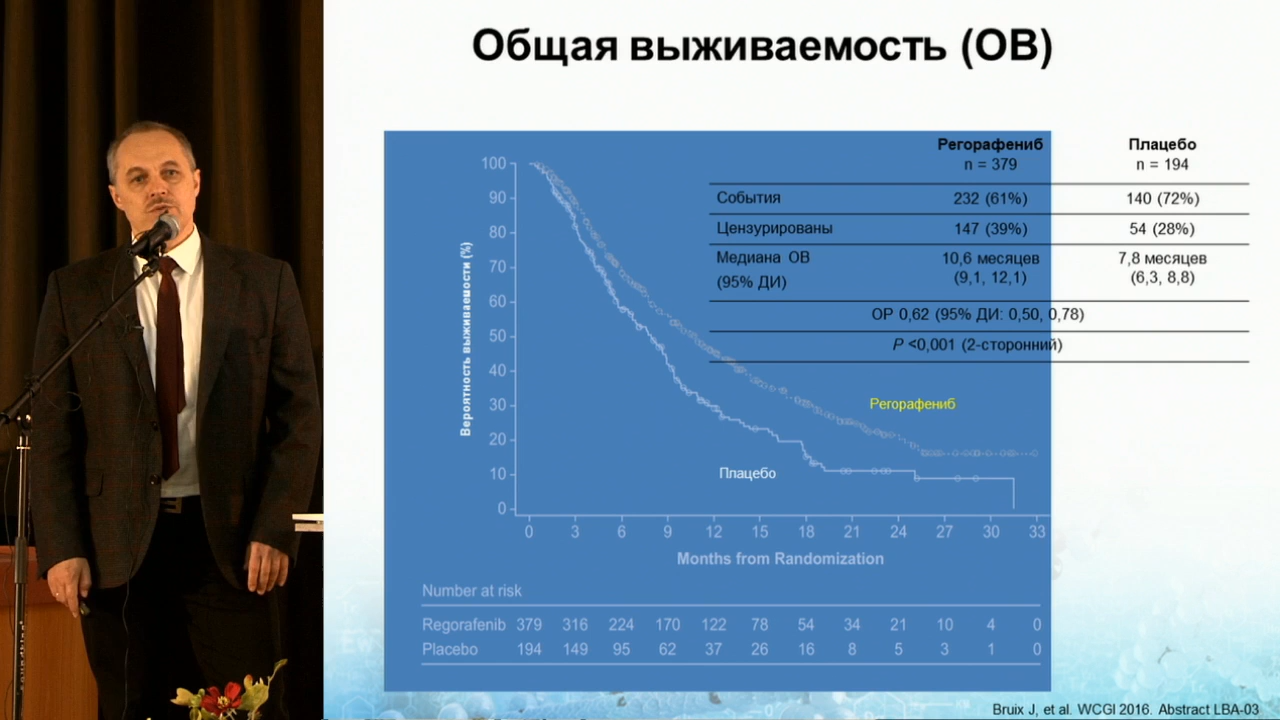 Общая выживаемость (ОВ)
Регорафениб Плацебо
n = 379 n = 194
События 232 (61%) 140 (72%)
Цензурированы 147 (39%) 54 (28%)
Медиана ОВ 10,6 месяцев 7,8 месяцев
(95% ДИ) (9,1, 12,1) (6,3, 8,8)
ОР 0,62 (95% ДИ: 0,50, 0,78)
P <0,001 (2-сторонний)
Вероятность выживаемости (%)
100
90
80
70
60
50
40
30
20
10
0
Регорафениб
Плацебо
0 3 6 9 12 15 18 21 24 27 30 33
Months from Randomization
Number at risk
Regorafenib 379 316 224 170 122 78 54 34 21 10 4 0
Placebo 194 149 95 62 37 26 16 8 5 3 1 0
Bruix J, et al. WCGI 2016. Abstract LBA-03